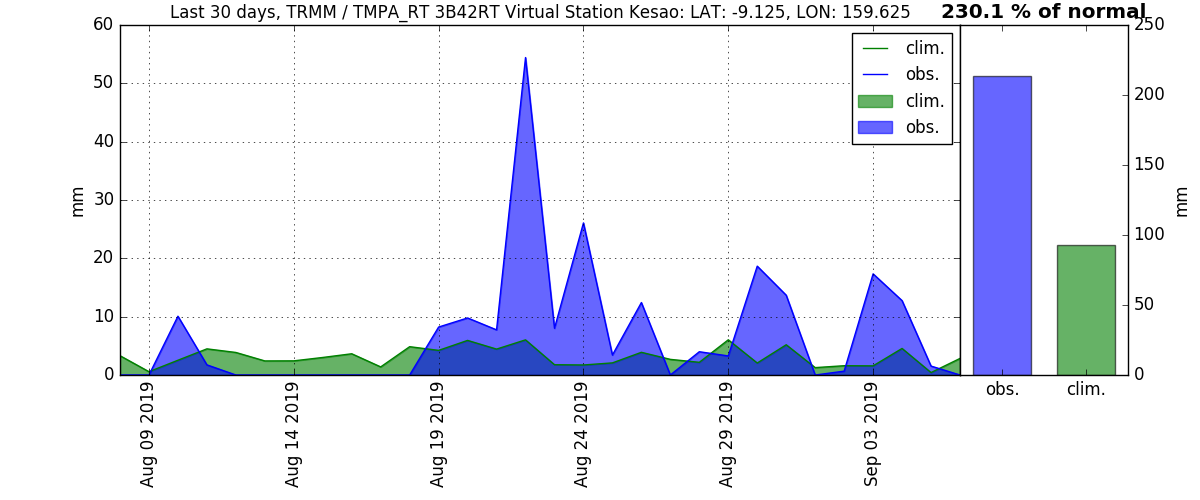 Last 30 days, TRMM / TMPA_RT 3B42RT Virtual Station Kesao: LAT: -9.125, LON: 159.625
230.1 % of normal
60
50
40
30
20
10
0
mm
clim.
obs.
clim.
obs.
250
200
150
100
50
0
mm
obs.
clim.
Aug 09 2019
Aug 14 2019
Aug 19 2019
Aug 24 2019
Aug 29 2019
Sep 03 2019